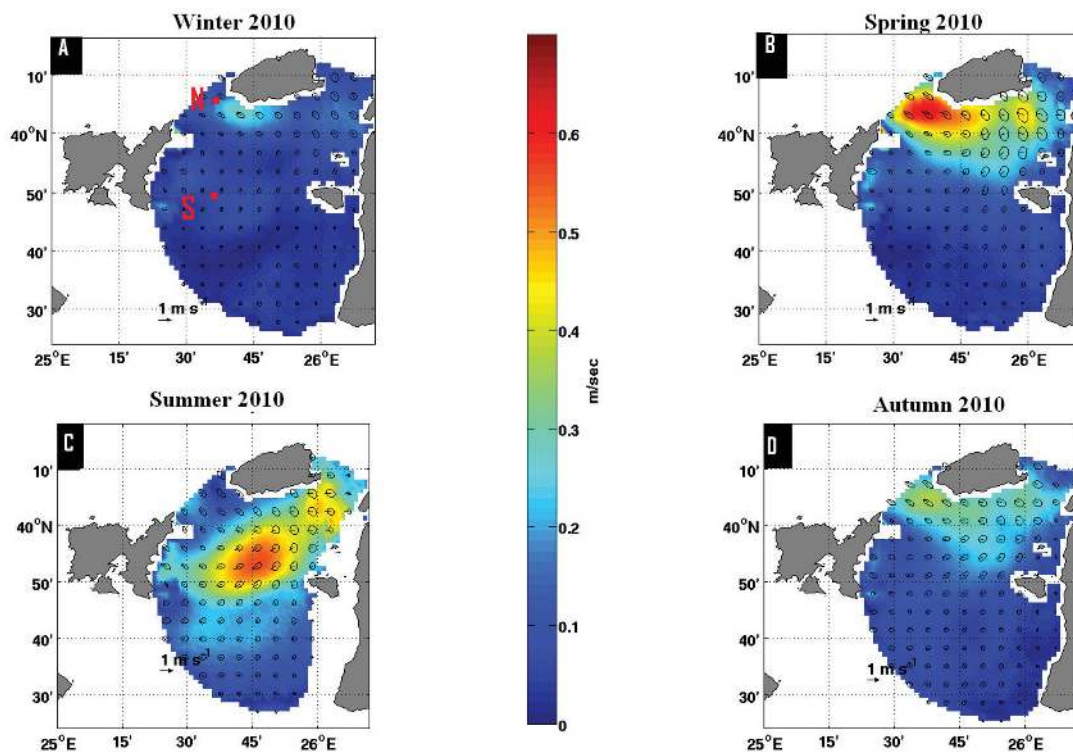 Winter 2010
A
N
S
10'
40°N
50'
40'
30'
1 m s⁻¹
25°E
15'
30'
45'
26°E
Spring 2010
B
10'
40°N
50'
40'
30'
1 m s⁻¹
25°E
15'
30'
45'
26°E
0.6
0.5
0.4
0.3
0.2
0.1
0
m/sec
Summer 2010
C
10'
40°N
50'
40'
30'
1 m s⁻¹
25°E
15'
30'
45'
26°E
Autumn 2010
D
10'
40°N
50'
40'
30'
1 m s⁻¹
25°E
15'
30'
45'
26°E